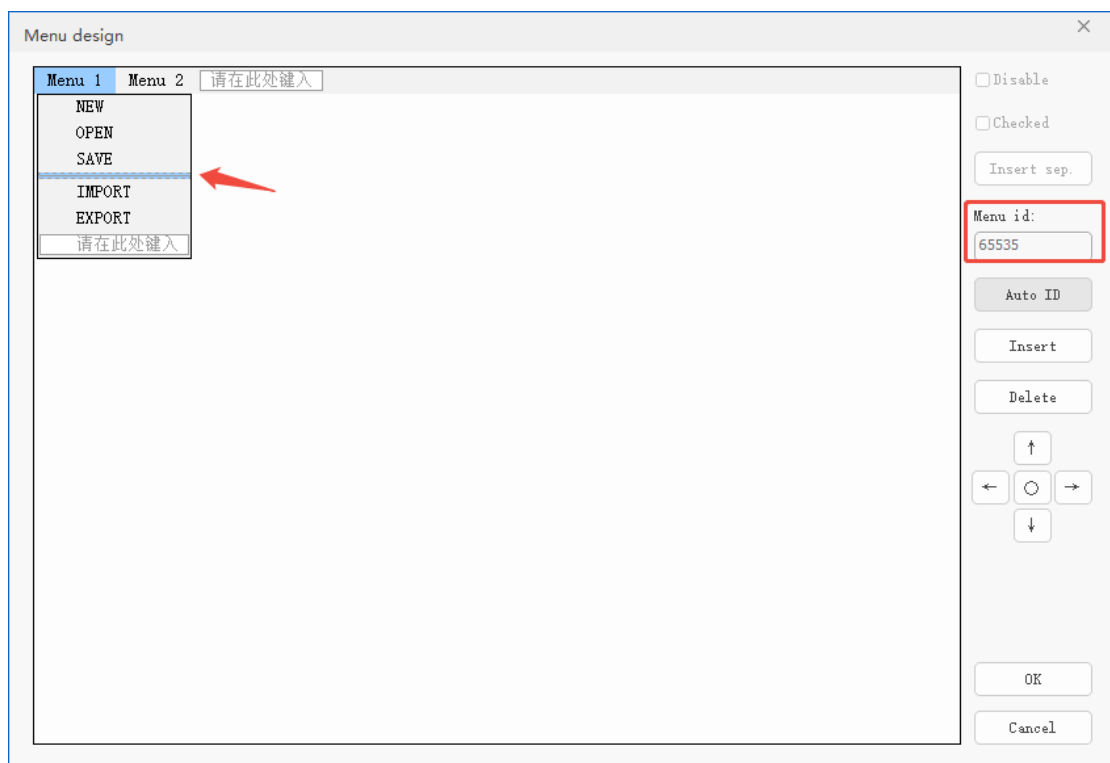 Menu design
Menu 1 Menu 2 请在此处键入
NEW
OPEN
SAVE
IMPORT
EXPORT
请在此处键入
Disable
Checked
Insert sep.
Menu id:
65535
Auto ID
Insert
Delete
OK
Cancel